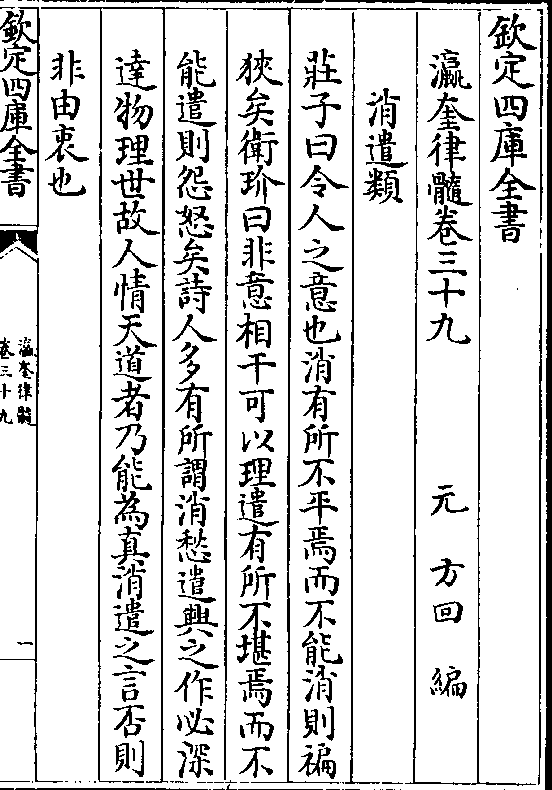 欽定四庫全書
瀛奎律髓卷三十九　元　方回　編
消遣類
莊子曰令人之意也消有所不平焉而不能消則褊
狹矣衛玠曰非意相干可以理遣有所不堪焉而不
能遣則怨怒矣詩人多有所謂消愁遣興之作必深
達物理世故人情天道者乃能為真消遣之言否則
非由衷也
欽定四庫全書
瀛奎律髓
卷三十九
一